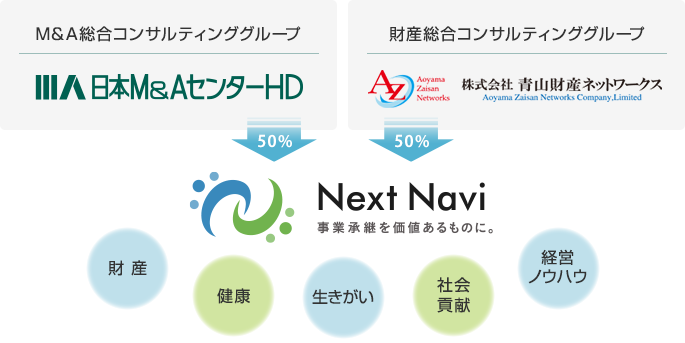 M&A総合コンサルティンググループ
日本M&AセンターHD
50%
財産総合コンサルティンググループ
AZ
Aoyama
Zaisan
Networks
株式会社 青山財産ネットワークス
Aoyama Zaisan Networks Company,Limited
50%
Next Navi
事業承継を価値あるものに。
財産
健康
生きがい
社会
貢献
経営
ノウハウ